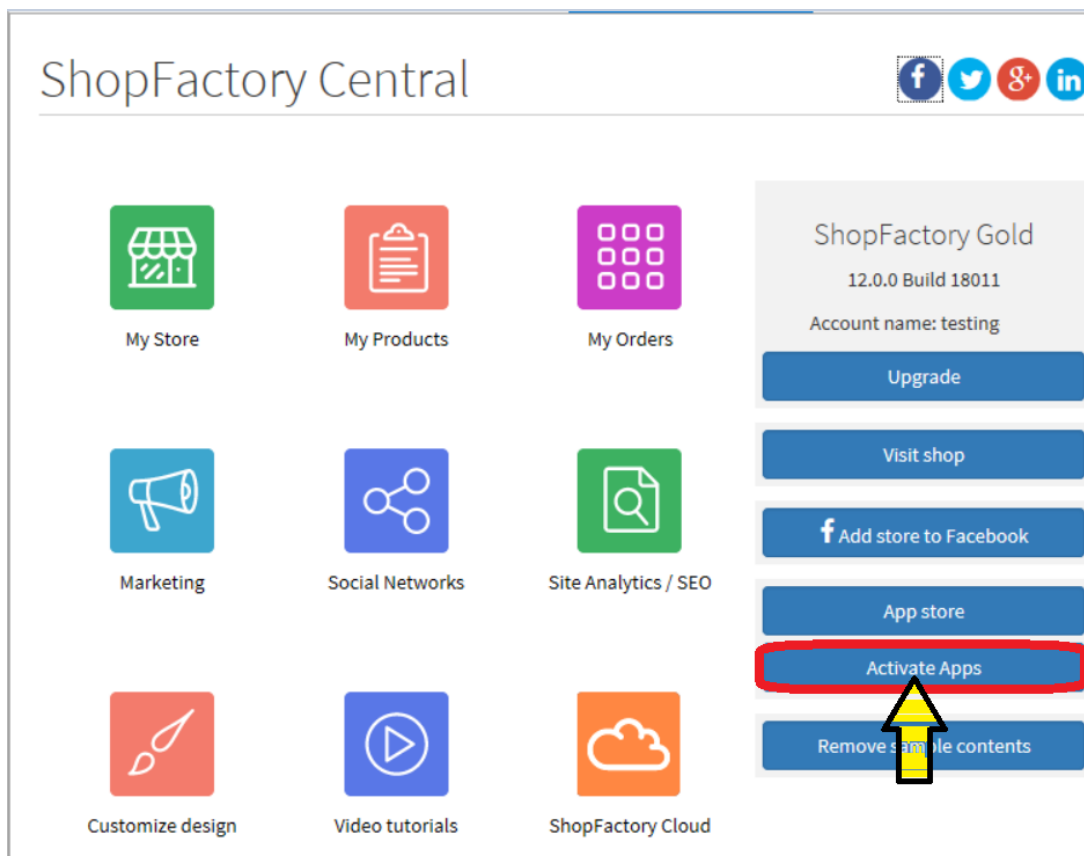 ShopFactory Central
f
g+
in
My Store
My Products
My Orders
ShopFactory Gold
12.0.0 Build 18011
Account name: testing
Upgrade
Visit shop
Marketing
Social Networks
Site Analytics / SEO
f Add store to Facebook
App store
Activate Apps
Remove sample contents
Customize design
Video tutorials
ShopFactory Cloud